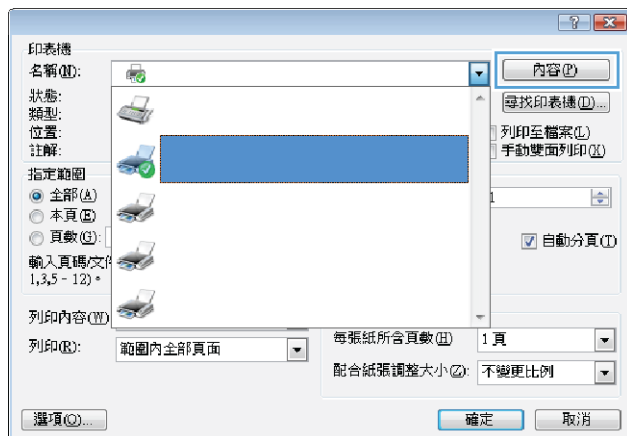 印表機
名稱(N):
內容(P)
狀態:
尋找印表機(D)...
類型:
位置:
列印至檔案(L)
註解:
手動雙面列印(X)
指定範圍
全部(A)
1
本頁(E)
頁數(G):
自動分頁(T)
輸入頁碼/文件
1,3,5 - 12)。
列印內容(W)
每張紙所含頁數(H)
1 頁
列印(R):
範圍內全部頁面
配合紙張調整大小(Z):
不變更比例
選項(O)...
確定
取消